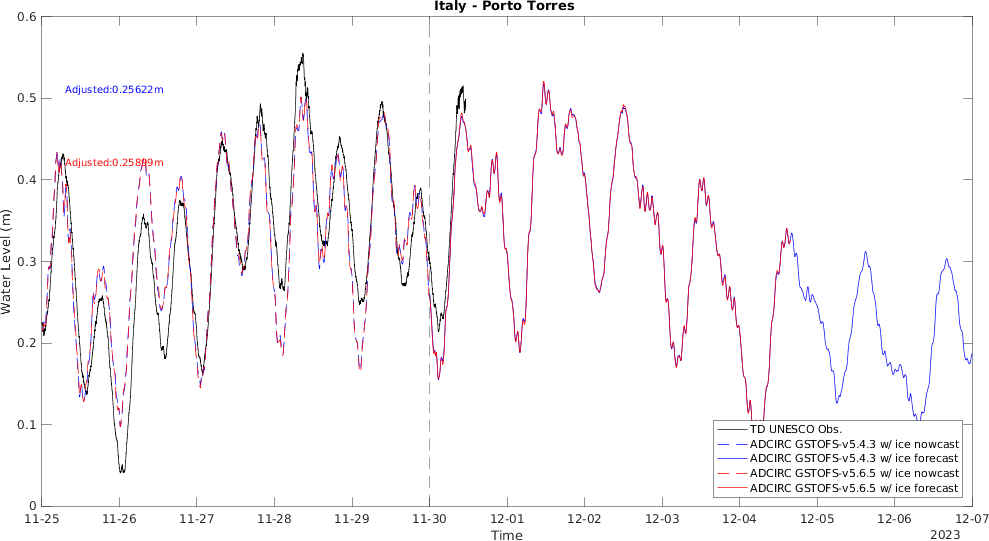 Italy - Porto Torres
0.6
0.5
0.4
0.3
0.2
0.1
0
Water Level (m)
Adjusted:0.25622m
Adjusted:0.25899m
TD UNESCO Obs.
ADCIRC GSTOFS-v5.4.3 w/ ice nowcast
ADCIRC GSTOFS-v5.4.3 w/ ice forecast
ADCIRC GSTOFS-v5.6.5 w/ ice nowcast
ADCIRC GSTOFS-v5.6.5 w/ ice forecast
11-25 11-26 11-27 11-28 11-29 11-30 12-01 12-02 12-03 12-04 12-05 12-06 12-07
Time
2023